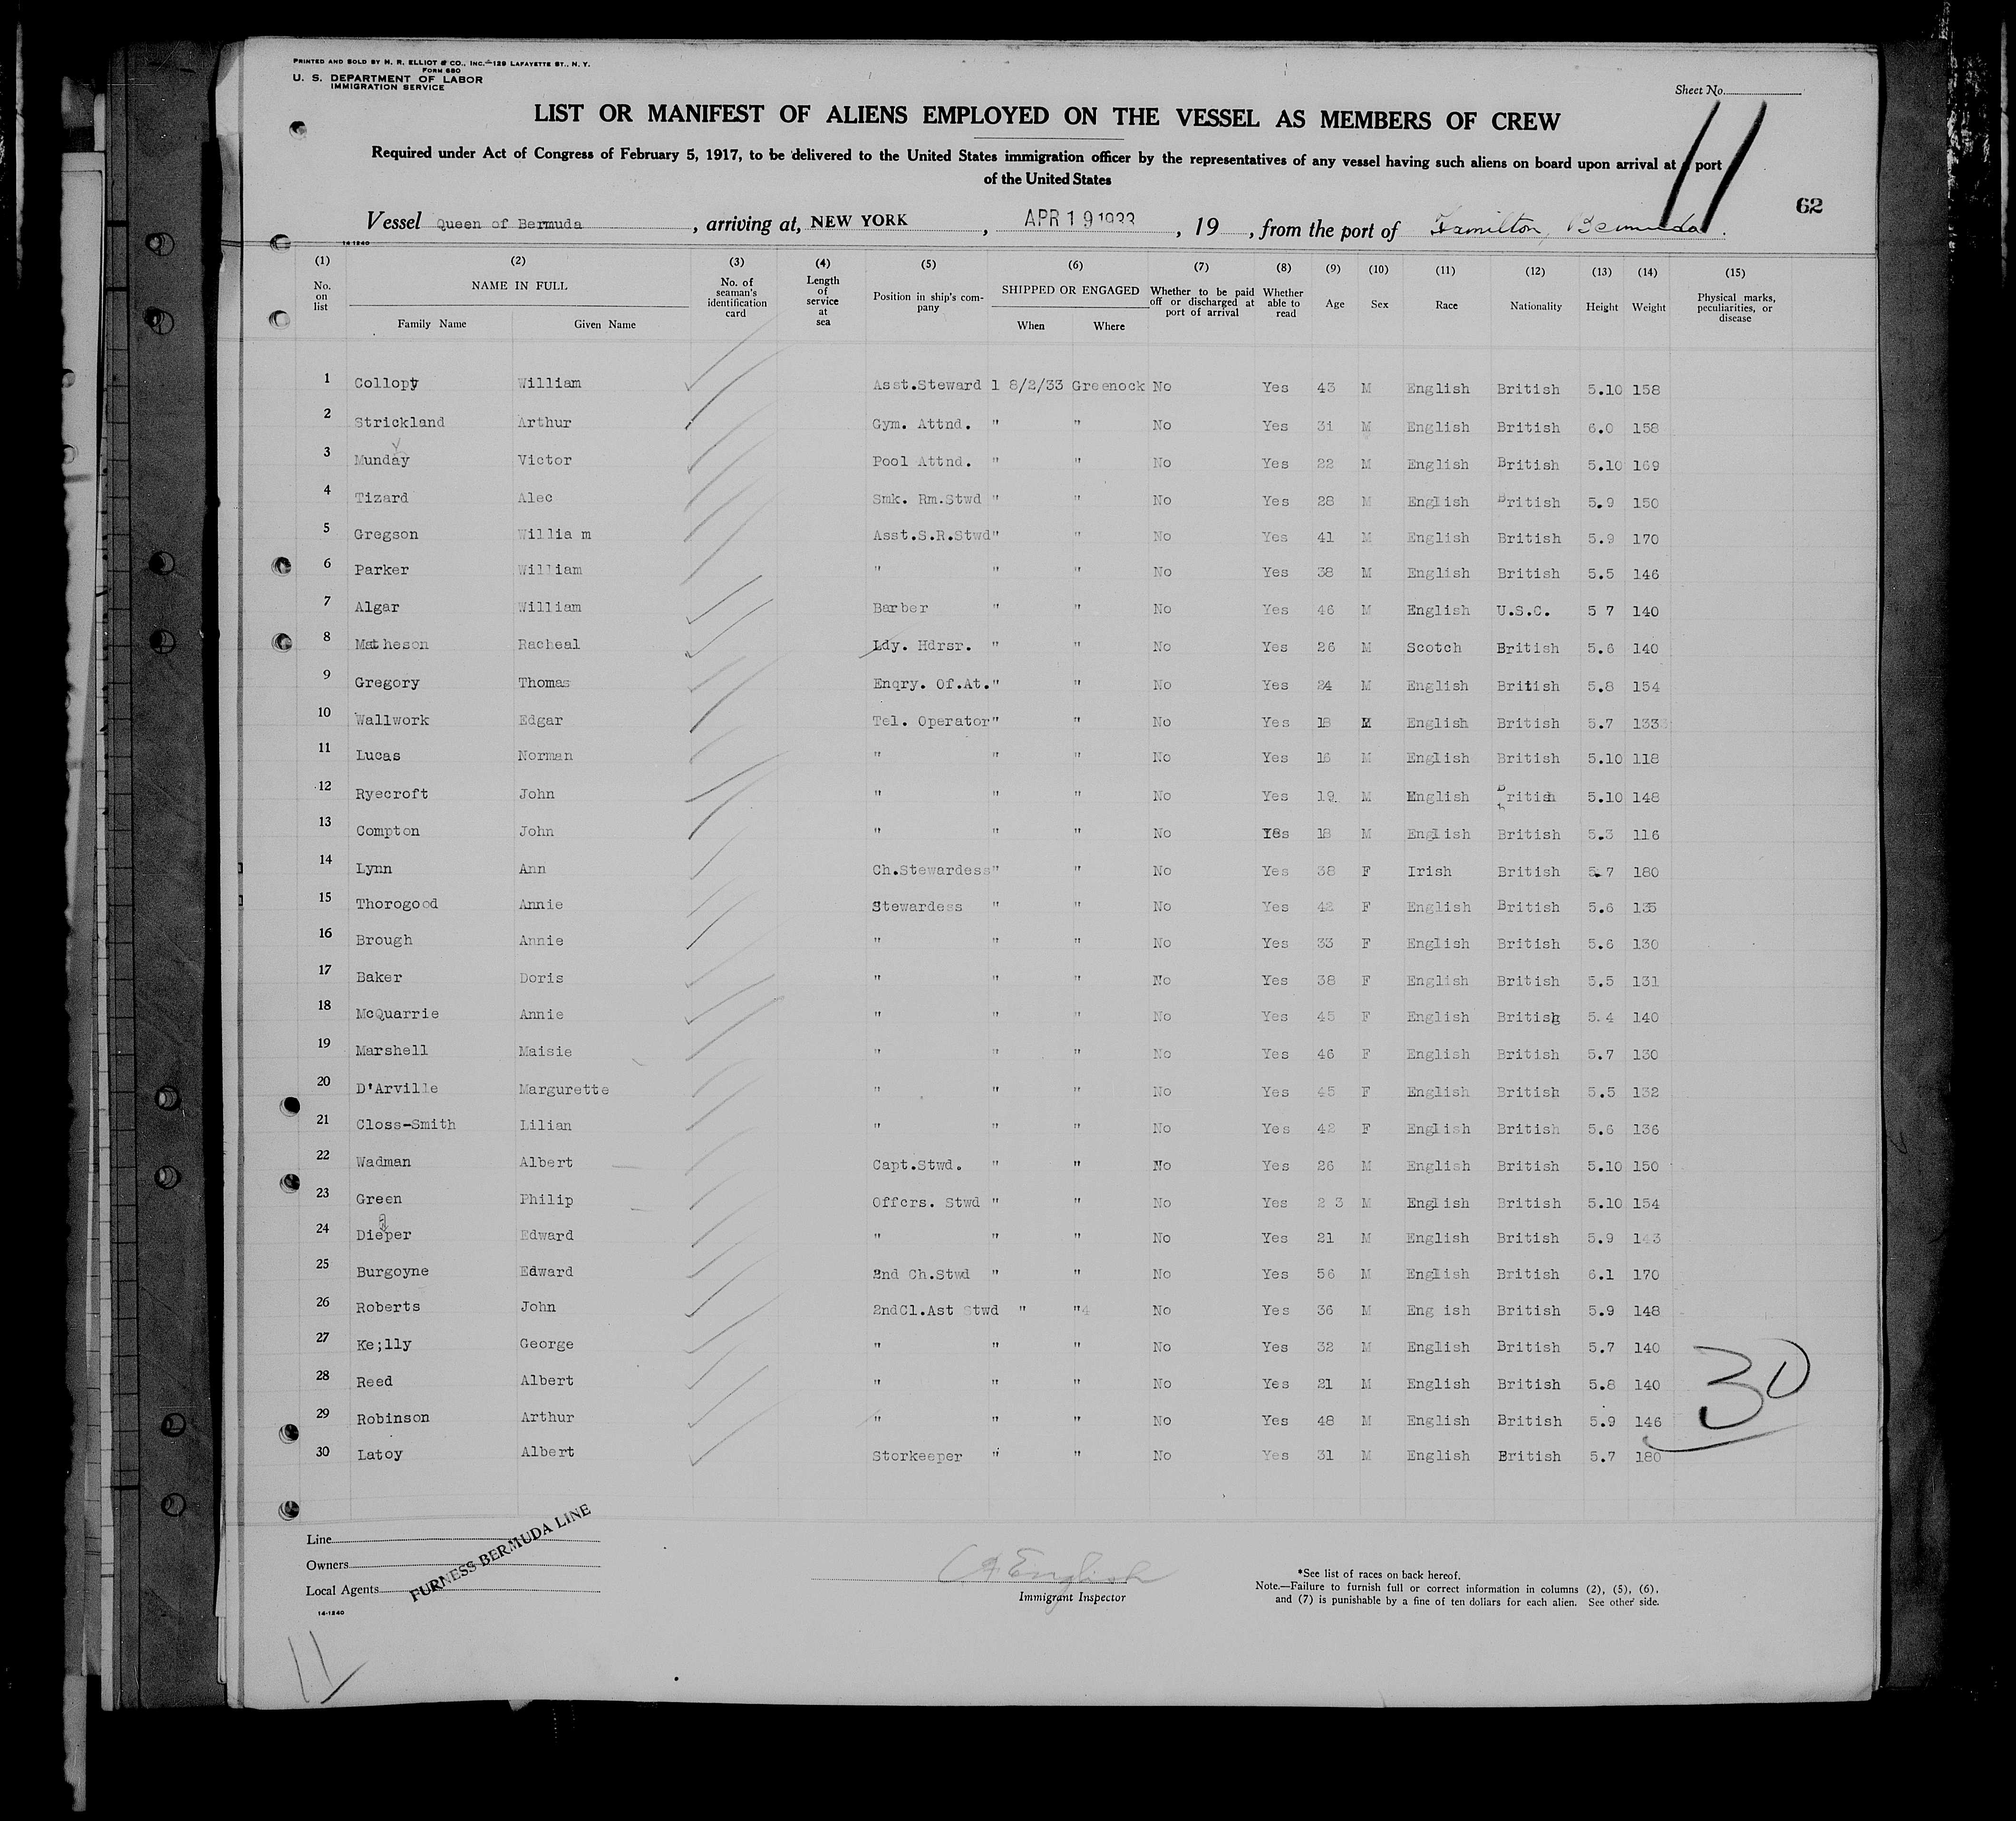 PRINTED AND SOLD BY H. R. ELLIOT & CO., INC.—128 LAFAYETTE ST., N. Y.
FORM 680
U. S. DEPARTMENT OF LABOR
IMMIGRATION SERVICE
Sheet No.
11
LIST OR MANIFEST OF ALIENS EMPLOYED ON THE VESSEL AS MEMBERS OF CREW
Required under Act of Congress of February 5, 1917, to be delivered to the United States immigration officer by the representatives of any vessel having such aliens on board upon arrival at a port
of the United States
62
Vessel Queen of Bermuda, arriving at, NEW YORK, APR 19 1933, 19 , from the port of Hamilton, Bermuda.
14-1240
(1) (2) (3) (4) (5) (6) (7) (8) (9) (10) (11) (12) (13) (14) (15)
No. on list NAME IN FULL Family Name Given Name No. of seaman's identification card Length of service at sea Position in ship's company SHIPPED OR ENGAGED When Where Whether to be paid off or discharged at port of arrival Whether able to read Age Sex Race Nationality Height Weight Physical marks, peculiarities, or disease
1 Collopy William Asst.Steward 1 8/2/33 Greenock No Yes 43 M English British 5.10 158
2 Strickland Arthur Gym. Attnd. " " No Yes 31 M English British 6.0 158
3 Munday Victor Pool Attnd. " " No Yes 22 M English British 5.10 169
4 Tizard Alec Smk. Rm.Stwd " " No Yes 28 M English British 5.9 150
5 Gregson Willia m Asst.S.R.Stwd " " No Yes 41 M English British 5.9 170
6 Parker William " " " No Yes 38 M English British 5.5 146
7 Algar William Barber " " No Yes 46 M English U.S.C. 5 7 140
8 Matheson Racheal Ldy. Hdrsr. " " No Yes 26 M Scotch British 5.6 140
9 Gregory Thomas Enqry. Of.At. " " No Yes 24 M English British 5.8 154
10 Wallwork Edgar Tel. Operator " " No Yes 18 M English British 5.7 133
11 Lucas Norman " " " No Yes 16 M English British 5.10 118
12 Ryecroft John " " " No Yes 19 M English British 5.10 148
13 Compton John " " " No Yes 18 M English British 5.3 116
14 Lynn Ann Ch.Stewardess " " No Yes 38 F Irish British 5.7 180
15 Thorogood Annie Stewardess " " No Yes 42 F English British 5.6 135
16 Brough Annie " " " No Yes 33 F English British 5.6 130
17 Baker Doris " " " No Yes 38 F English British 5.5 131
18 McQuarrie Annie " " " No Yes 45 F English British 5.4 140
19 Marshell Maisie " " " No Yes 46 F English British 5.7 130
20 D'Arville Margurette " " " No Yes 45 F English British 5.5 132
21 Closs-Smith Lilian " " " No Yes 42 F English British 5.6 136
22 Wadman Albert Capt.Stwd. " " No Yes 26 M English British 5.10 150
23 Green Philip Offcrs. Stwd " " No Yes 2 3 M English British 5.10 154
24 Dieper Edward " " " No Yes 21 M English British 5.9 143
25 Burgoyne Edward 2nd Ch.Stwd " " No Yes 56 M English British 6.1 170
26 Roberts John 2ndCl.Ast Stwd " "4 No Yes 36 M Eng ish British 5.9 148
27 Ke;lly George " " " No Yes 32 M English British 5.7 140
28 Reed Albert " " " No Yes 21 M English British 5.8 140
29 Robinson Arthur " " " No Yes 48 M English British 5.9 146
30 Latoy Albert Storkeeper " " No Yes 31 M English British 5.7 180
30
Line
Owners
Local Agents
FURNESS BERMUDA LINE
14-1240
English
Immigrant Inspector
*See list of races on back hereof.
Note.—Failure to furnish full or correct information in columns (2), (5), (6),
and (7) is punishable by a fine of ten dollars for each alien. See other side.
11